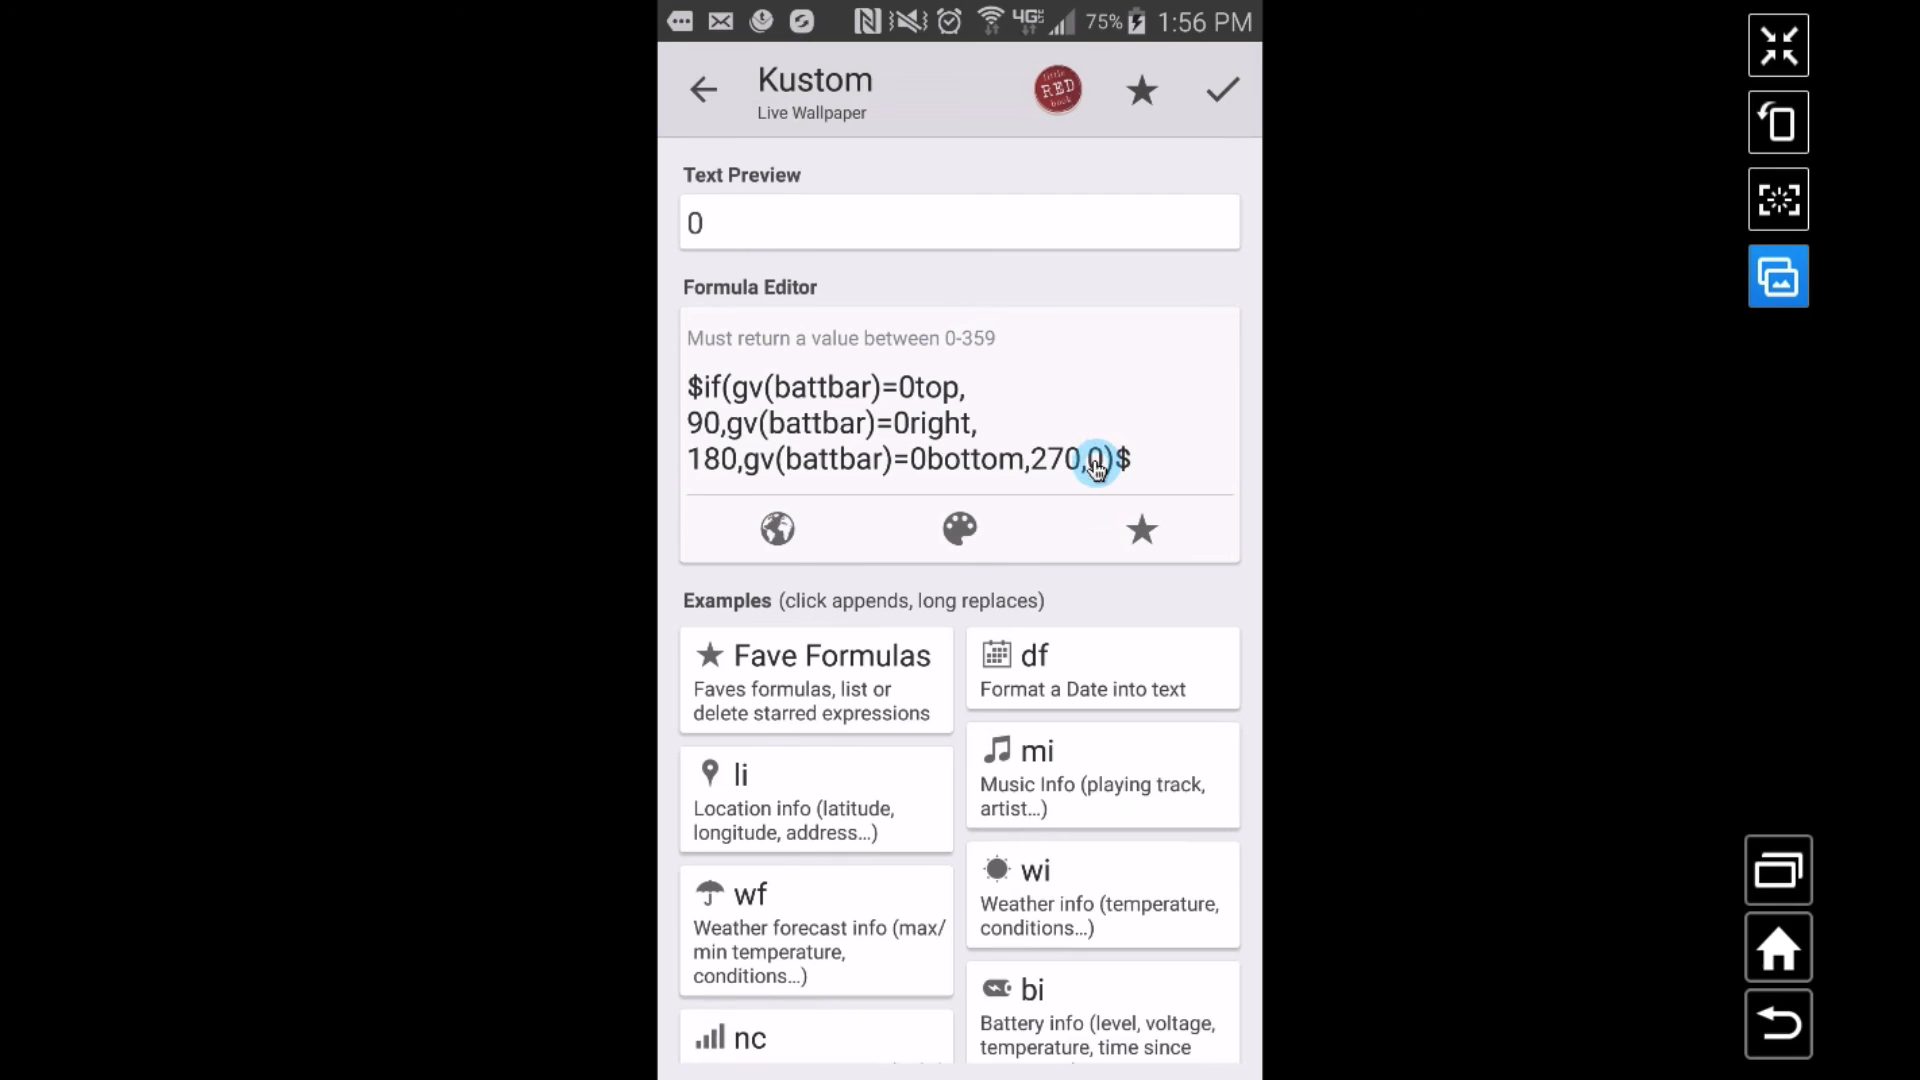 4G
75%
1:56 PM
Kustom
Live Wallpaper
little
RED
book
Text Preview
0
Formula Editor
Must return a value between 0-359
$if(gv(battbar)=0top,
90,gv(battbar)=0right,
180,gv(battbar)=0bottom,270,0)$
Examples (click appends, long replaces)
Fave Formulas
Faves formulas, list or
delete starred expressions
df
Format a Date into text
li
Location info (latitude,
longitude, address...)
mi
Music Info (playing track,
artist...)
wf
Weather forecast info (max/
min temperature,
conditions...)
wi
Weather info (temperature,
conditions...)
nc
bi
Battery info (level, voltage,
temperature, time since